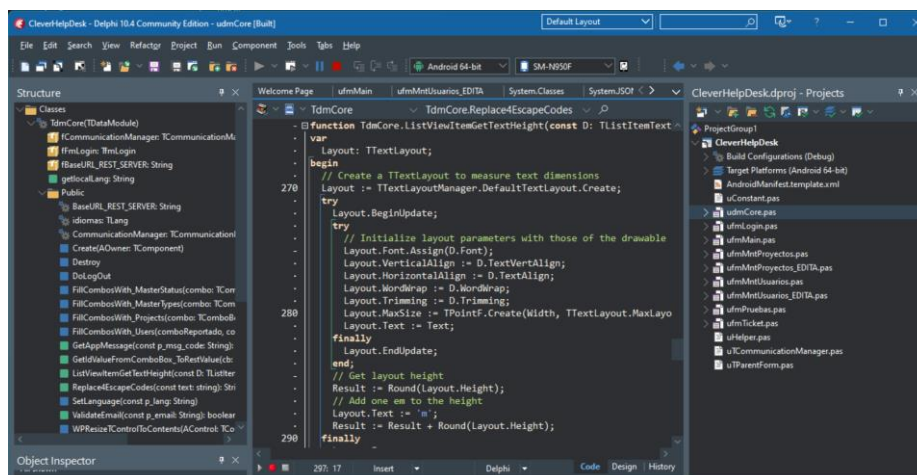 CleverHelpDesk - Delphi 10.4 Community Edition - udmCore [Built]
Default Layout
File Edit Search View Refactor Project Run Component Tools Tabs Help
Android 64-bit
SM-N950F
Structure
Classes
TdmCore(TDataModule)
fCommunicationManager: TCommunicationMa
fFmLogin: TfmLogin
fBaseURL_REST_SERVER: String
getlocalLang: String
Public
BaseURL_REST_SERVER: String
idiomas: TLang
CommunicationManager: TCommunication
Create(AOwner: TComponent)
Destroy
DoLogOut
FillCombosWith_MasterStatus(combo: TCom
FillCombosWith_MasterTypes(combo: TCom
FillCombosWith_Projects(combo: TComboB
FillCombosWith_Users(comboReportado, co
GetAppMessage(const p_msg_code: String):
GetIdValueFromComboBox_ToRestValue(cb:
ListViewItemGetTextHeight(const D: TListIter
Replace4EscapeCodes(const text: string): Stri
SetLanguage(const p_lang: String)
ValidateEmail(const p_email: String): boolear
WPResizeTControlToContents(AControl: TCo
Object Inspector
Welcome Page ufmMain ufmMntUsuarios_EDITA System.Classes System.JSO
TdmCore TdmCore.Replace4EscapeCodes
function TdmCore.ListViewItemGetTextHeight(const D: TListItemText
var
Layout: TTextLayout;
begin
// Create a TTextLayout to measure text dimensions
270 Layout := TTextLayoutManager.DefaultTextLayout.Create;
try
Layout.BeginUpdate;
try
// Initialize layout parameters with those of the drawable
Layout.Font.Assign(D.Font);
Layout.VerticalAlign := D.TextVertAlign;
Layout.HorizontalAlign := D.TextAlign;
Layout.WordWrap := D.WordWrap;
Layout.Trimming := D.Trimming;
280 Layout.MaxSize := TPointF.Create(Width, TTextLayout.MaxLayo
Layout.Text := Text;
finally
Layout.EndUpdate;
end;
// Get layout height
Result := Round(Layout.Height);
// Add one em to the height
Layout.Text := 'm';
Result := Result + Round(Layout.Height);
290 finally
297: 17 Insert Delphi Code Design History
CleverHelpDesk.dproj - Projects
ProjectGroup1
CleverHelpDesk
Build Configurations (Debug)
Target Platforms (Android 64-bit)
AndroidManifest.template.xml
uConstant.pas
udmCore.pas
ufmLogin.pas
ufmMain.pas
ufmMntProyectos.pas
ufmMntProyectos_EDITA.pas
ufmMntUsuarios.pas
ufmMntUsuarios_EDITA.pas
ufmPruebas.pas
ufmTicket.pas
uHelper.pas
uTCommunicationManager.pas
uTParentForm.pas